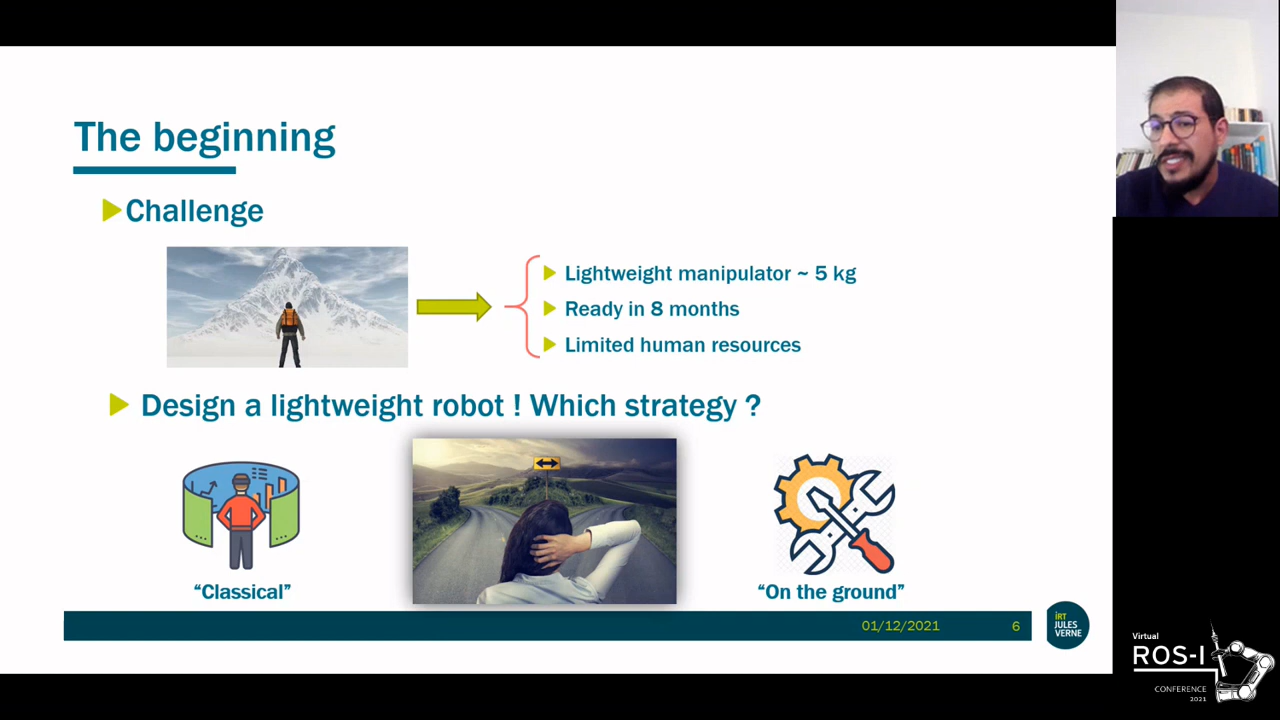 The beginning
Challenge
Lightweight manipulator ~ 5 kg
Ready in 8 months
Limited human resources
Design a lightweight robot ! Which strategy ?
“Classical”
“On the ground”
01/12/2021
6
iRT
JULES
VERNE
Virtual
ROS-I
CONFERENCE
2021